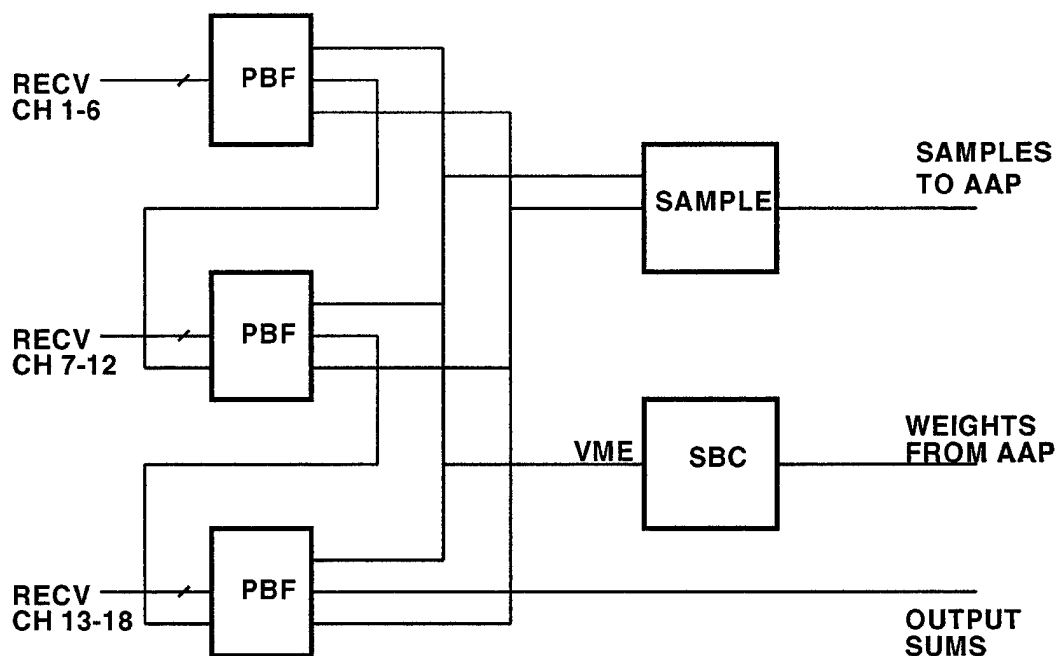 RECV
CH 1-6
PBF
SAMPLES
TO AAP
SAMPLE
RECV
CH 7-12
PBF
VME
SBC
WEIGHTS
FROM AAP
RECV
CH 13-18
PBF
OUTPUT
SUMS